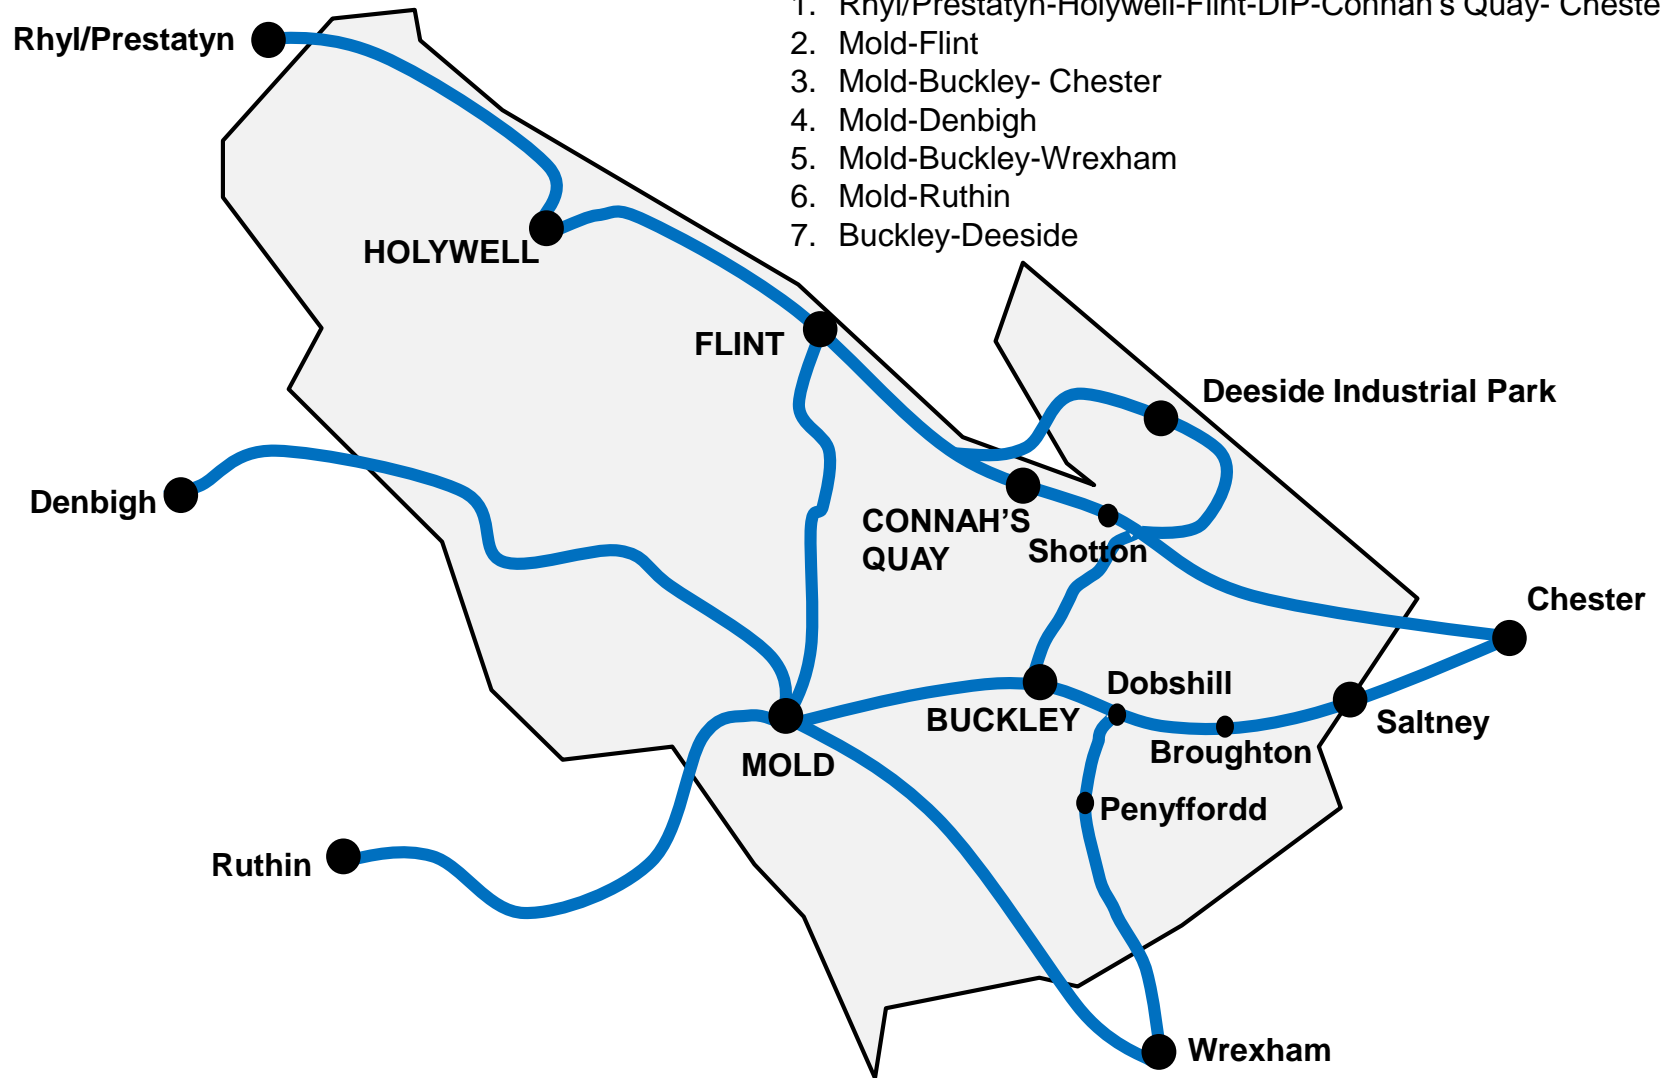 1. Rhyl/Prestatyn-Holywell-Flint-DIP-Connah's Quay- Cheste
2. Mold-Flint
3. Mold-Buckley- Chester
4. Mold-Denbigh
5. Mold-Buckley-Wrexham
6. Mold-Ruthin
7. Buckley-Deeside
Rhyl/Prestatyn
HOLYWELL
FLINT
Deeside Industrial Park
Denbigh
CONNAH’S
QUAY
Shotton
Chester
Dobshill
BUCKLEY
Saltney
Broughton
MOLD
Penyffordd
Ruthin
Wrexham